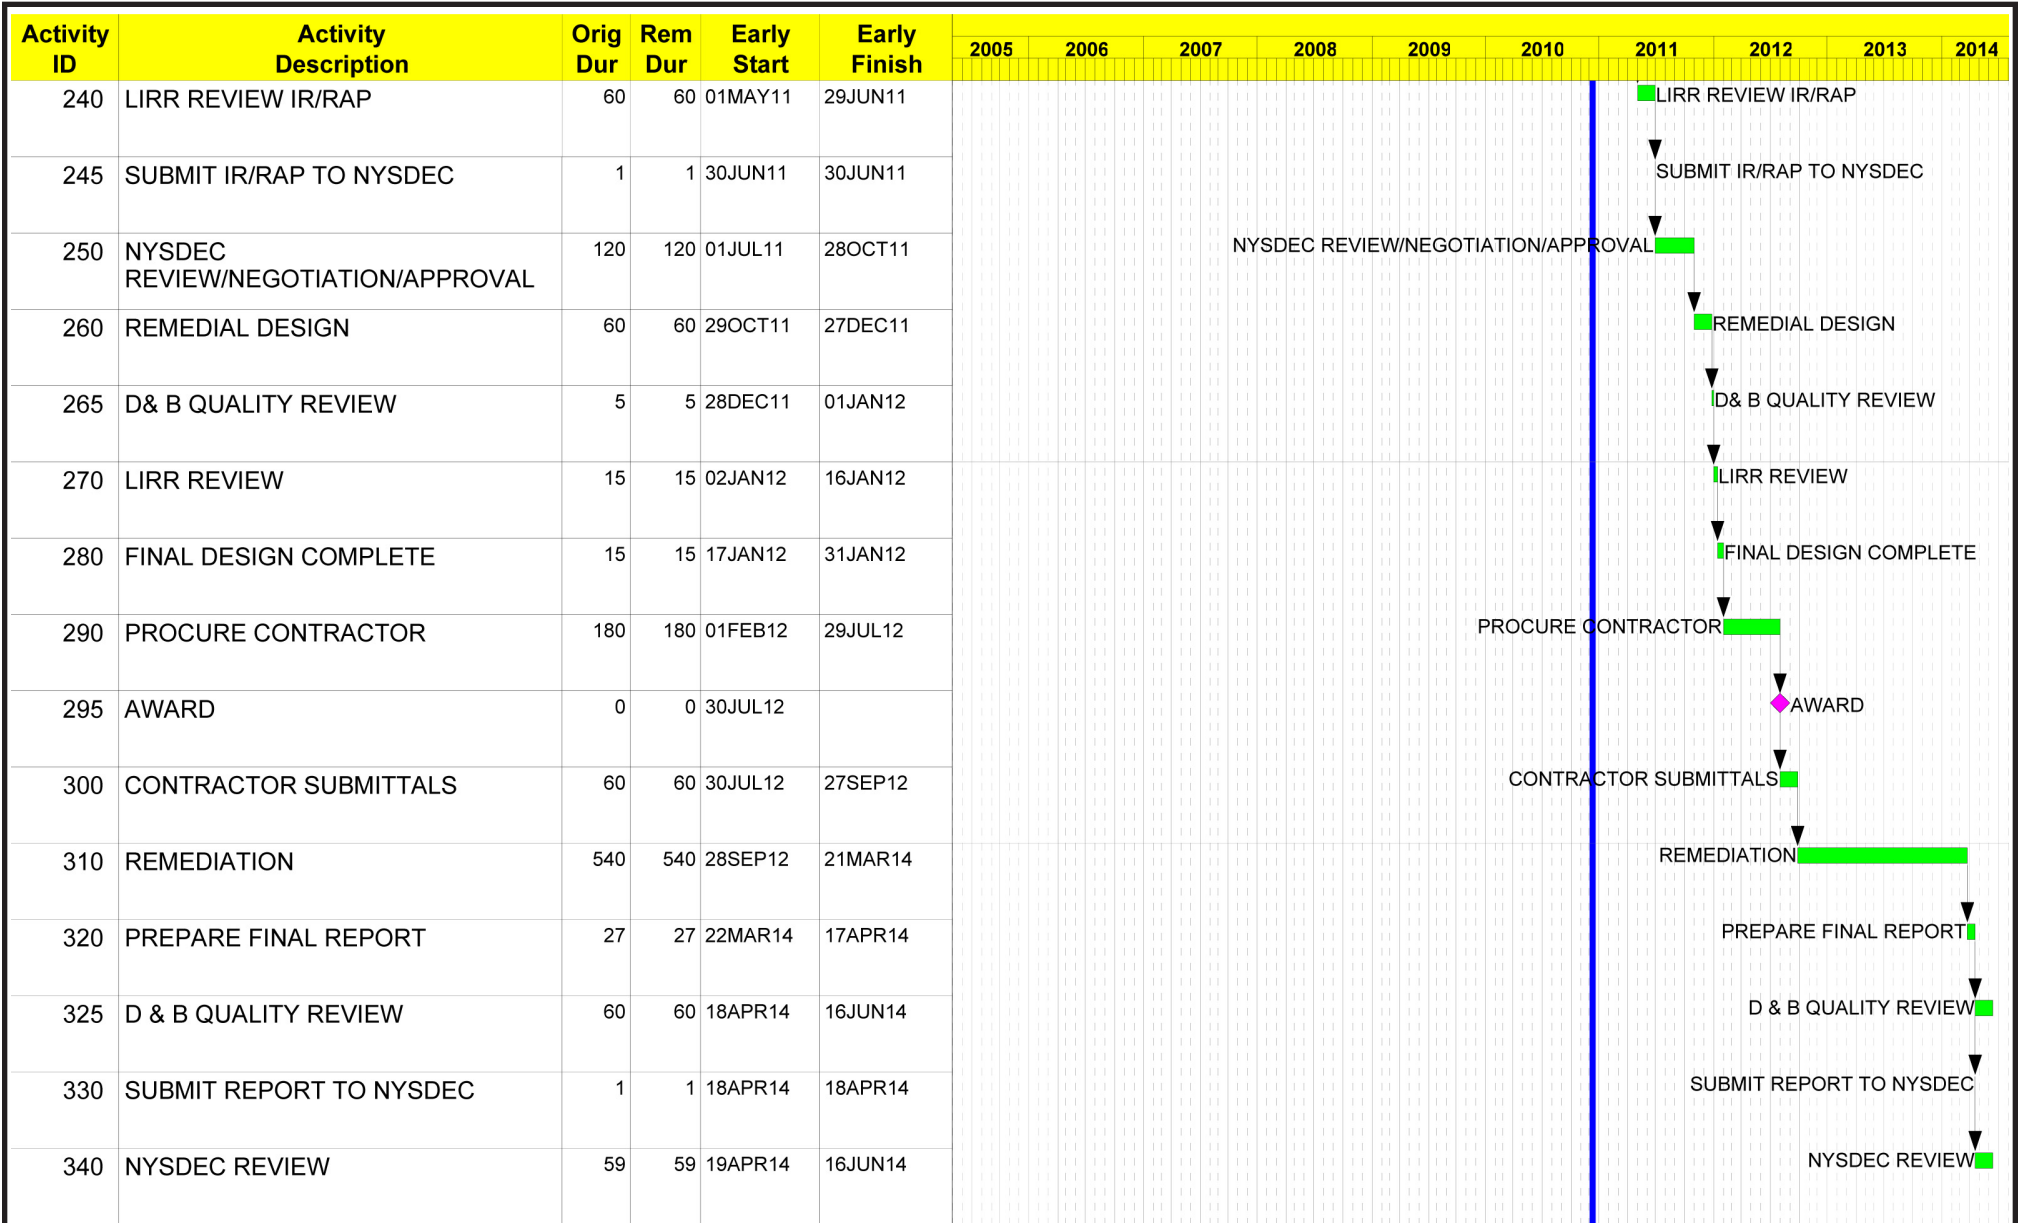 Activity ID Activity Description Orig Dur Rem Dur Early Start Early Finish
2005 2006 2007 2008 2009 2010 2011 2012 2013 2014
240 LIRR REVIEW IR/RAP 60 60 01MAY11 29JUN11 LIRR REVIEW IR/RAP
245 SUBMIT IR/RAP TO NYSDEC 1 1 30JUN11 30JUN11 SUBMIT IR/RAP TO NYSDEC
250 NYSDEC 120 120 01JUL11 28OCT11 NYSDEC REVIEW/NEGOTIATION/APPROVAL
REVIEW/NEGOTIATION/APPROVAL
260 REMEDIAL DESIGN 60 60 29OCT11 27DEC11 REMEDIAL DESIGN
265 D& B QUALITY REVIEW 5 5 28DEC11 01JAN12 D& B QUALITY REVIEW
270 LIRR REVIEW 15 15 02JAN12 16JAN12 LIRR REVIEW
280 FINAL DESIGN COMPLETE 15 15 17JAN12 31JAN12 FINAL DESIGN COMPLETE
290 PROCURE CONTRACTOR 180 180 01FEB12 29JUL12 PROCURE CONTRACTOR
295 AWARD 0 0 30JUL12 AWARD
300 CONTRACTOR SUBMITTALS 60 60 30JUL12 27SEP12 CONTRACTOR SUBMITTALS
310 REMEDIATION 540 540 28SEP12 21MAR14 REMEDIATION
320 PREPARE FINAL REPORT 27 27 22MAR14 17APR14 PREPARE FINAL REPORT
325 D & B QUALITY REVIEW 60 60 18APR14 16JUN14 D & B QUALITY REVIEW
330 SUBMIT REPORT TO NYSDEC 1 1 18APR14 18APR14 SUBMIT REPORT TO NYSDEC
340 NYSDEC REVIEW 59 59 19APR14 16JUN14 NYSDEC REVIEW